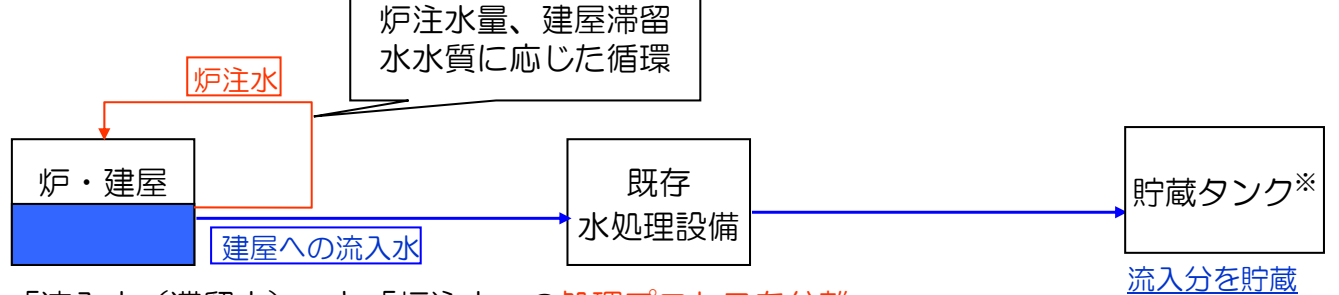 炉注水量、建屋滞留
水水質に応じた循環
炉注水
炉・建屋
既存
水処理設備
貯蔵タンク※
建屋への流入水
流入分を貯蔵